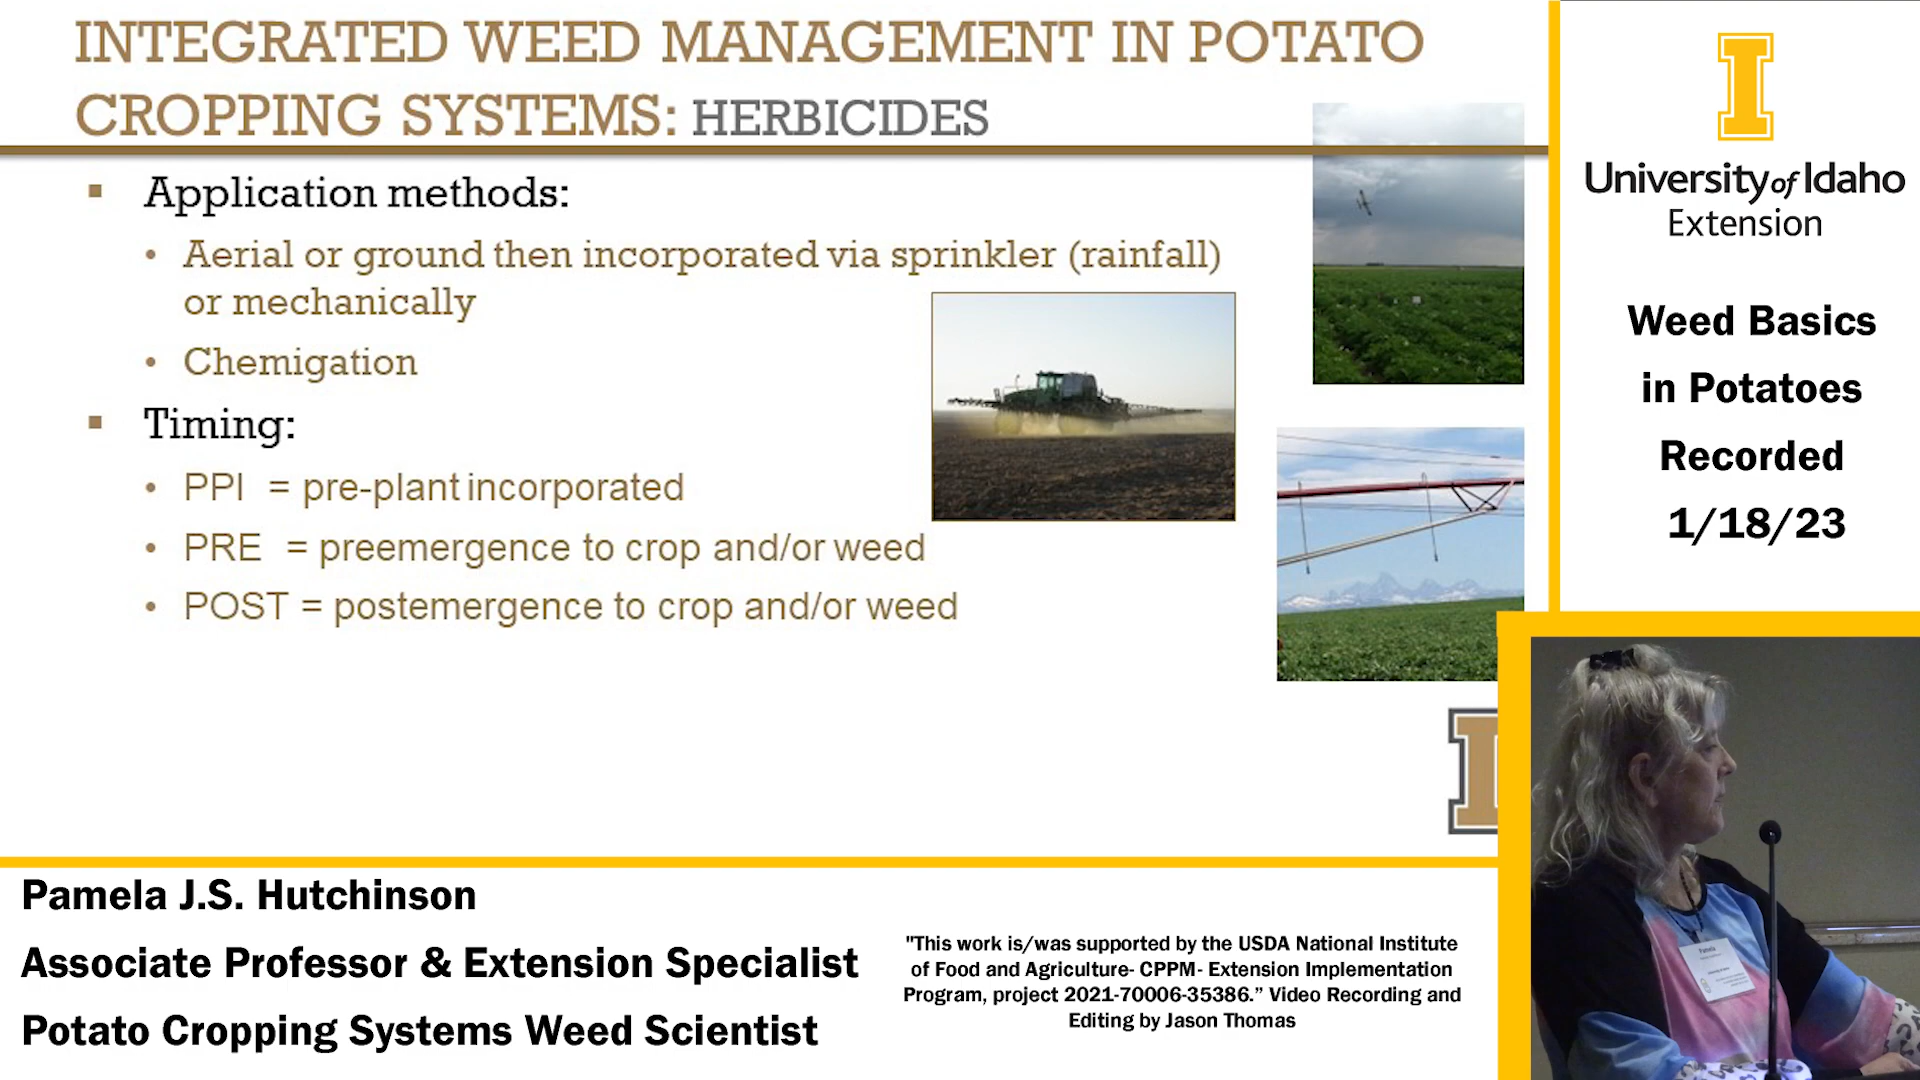 INTEGRATED WEED MANAGEMENT IN POTATO
CROPPING SYSTEMS: HERBICIDES
▪ Application methods:
• Aerial or ground then incorporated via sprinkler (rainfall)
or mechanically
• Chemigation
▪ Timing:
• PPI = pre-plant incorporated
• PRE = preemergence to crop and/or weed
• POST = postemergence to crop and/or weed
I
University of Idaho
Extension
Weed Basics
in Potatoes
Recorded
1/18/23
Pamela J.S. Hutchinson
Associate Professor & Extension Specialist
Potato Cropping Systems Weed Scientist
"This work is/was supported by the USDA National Institute
of Food and Agriculture- CPPM- Extension Implementation
Program, project 2021-70006-35386.” Video Recording and
Editing by Jason Thomas
Pamela